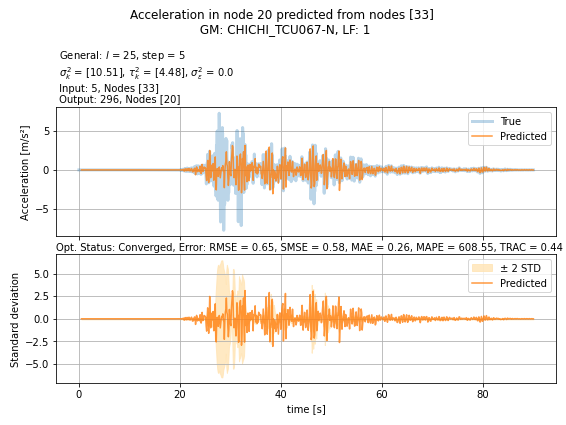 Acceleration in node 20 predicted from nodes [33]
GM: CHICHI_TCU067-N, LF: 1
General: l = 25, step = 5
σ²ₖ = [10.51], τ²ₖ = [4.48], σ²ε = 0.0
Input: 5, Nodes [33]
Output: 296, Nodes [20]
Acceleration [m/s²]
5
0
−5
True
Predicted
Opt. Status: Converged, Error: RMSE = 0.65, SMSE = 0.58, MAE = 0.26, MAPE = 608.55, TRAC = 0.44
Standard deviation
5.0
2.5
0.0
−2.5
−5.0
± 2 STD
Predicted
0 20 40 60 80
time [s]